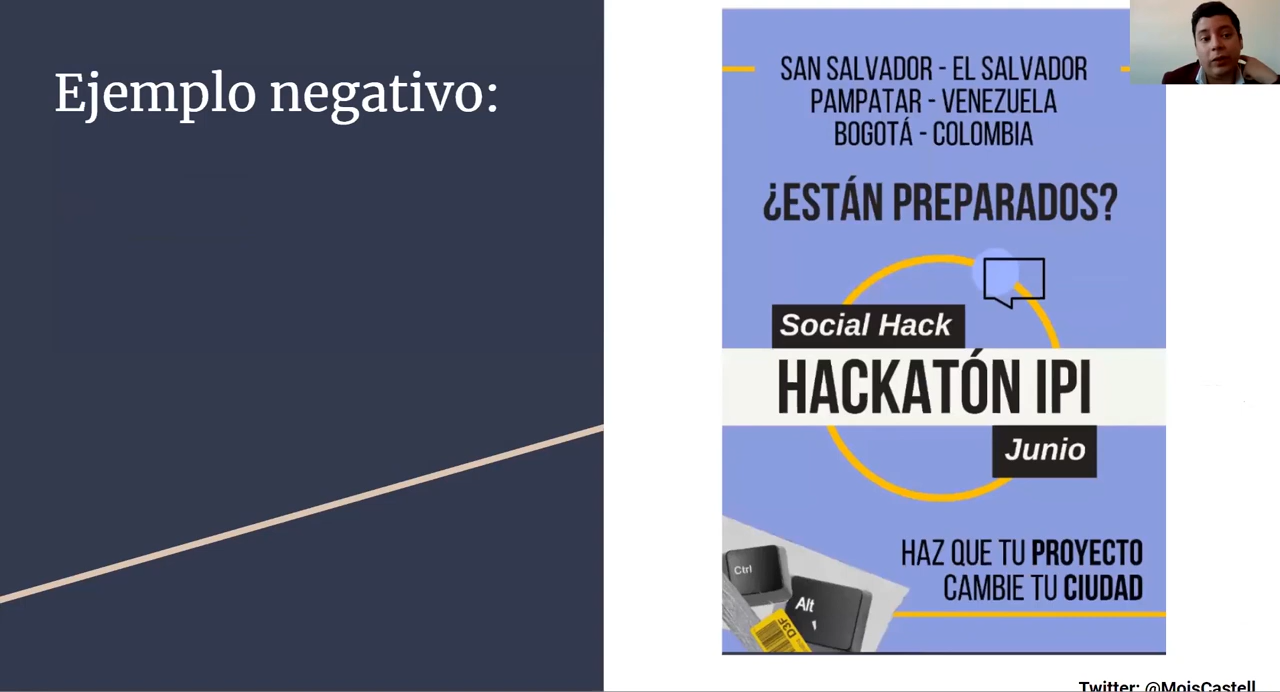 Ejemplo negativo:
SAN SALVADOR - EL SALVADOR
PAMPATAR - VENEZUELA
BOGOTÁ - COLOMBIA
¿ESTÁN PREPARADOS?
Social Hack
HACKATÓN IPI
Junio
HAZ QUE TU PROYECTO
CAMBIE TU CIUDAD
Ctrl
Alt
D3F
Twitter: @MoisCastell